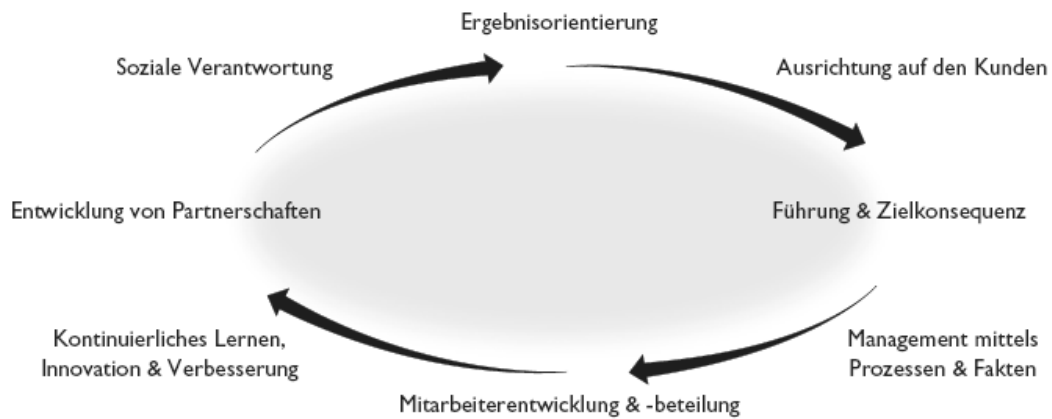 Ergebnisorientierung
Soziale Verantwortung
Ausrichtung auf den Kunden
Entwicklung von Partnerschaften
Führung & Zielkonsequenz
Kontinuierliches Lernen,
Innovation & Verbesserung
Management mittels
Prozessen & Fakten
Mitarbeiterentwicklung & -beteilung